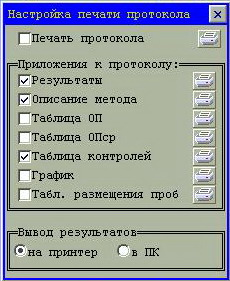 Настройка печати протокола
Печать протокола
Приложения к протоколу:
Результаты
Описание метода
Таблица ОП
Таблица ОПср
Таблица контролей
График
Табл. размещения проб
Вывод результатов
на принтер в ПК